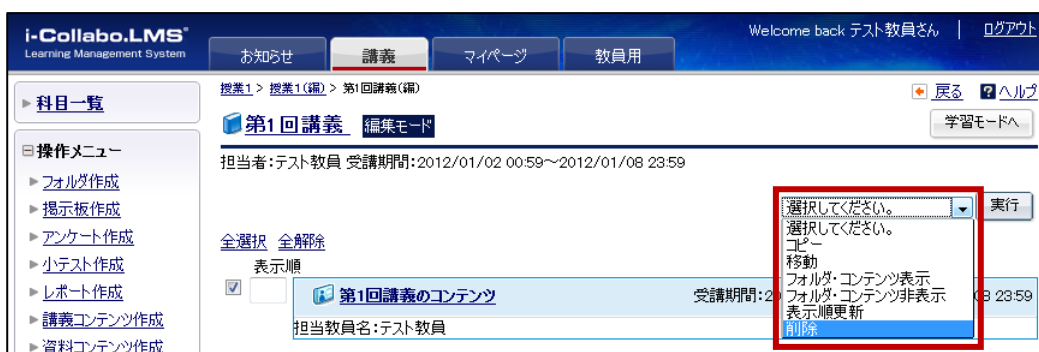 i-Collabo.LMS
Learning Management System
Welcome back テスト教員さん | ログアウト
お知らせ 講義 マイページ 教員用
科目一覧
操作メニュー
フォルダ作成
掲示板作成
アンケート作成
小テスト作成
レポート作成
講義コンテンツ作成
資料コンテンツ作成
授業1 > 授業1(編) > 第1回講義(編)
戻る ヘルプ
第1回講義 編集モード
学習モードへ
担当者:テスト教員 受講期間:2012/01/02 00:59～2012/01/08 23:59
選択してください。 実行
選択してください。
コピー
移動
フォルダ・コンテンツ表示
フォルダ・コンテンツ非表示
表示順更新
削除
全選択 全解除
表示順
第1回講義のコンテンツ 受講期間:2
8 23:59
担当教員名:テスト教員